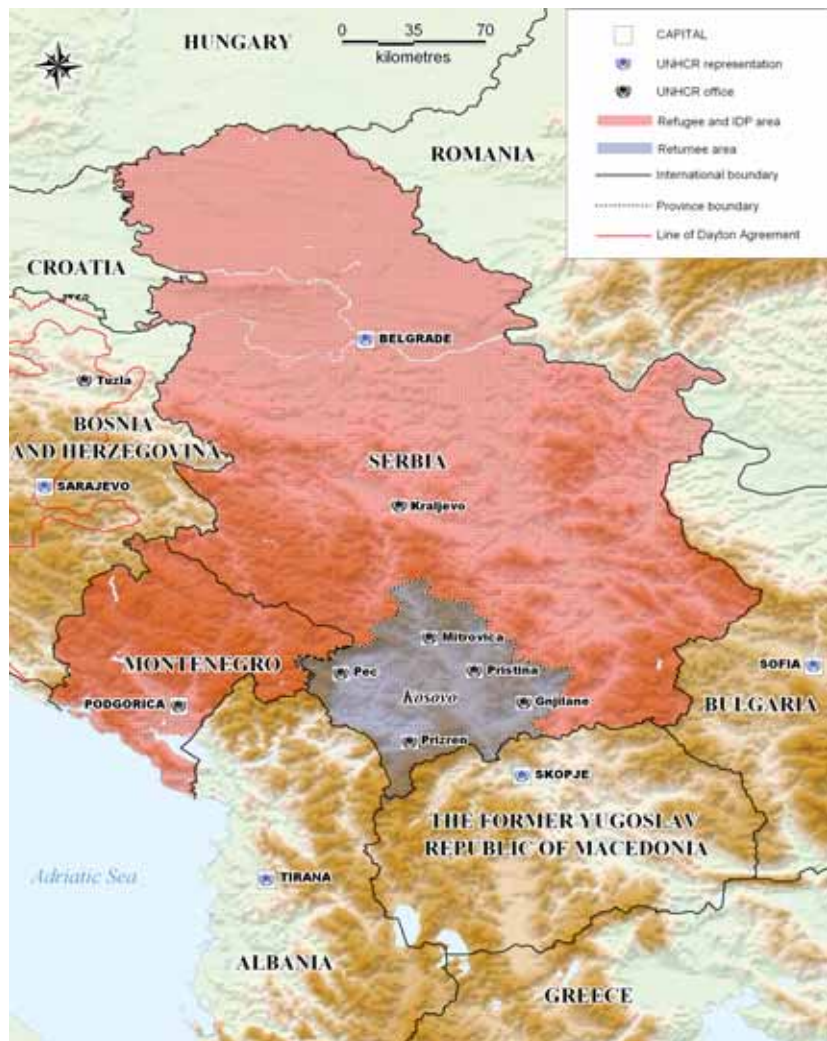 HUNGARY
0 35 70
kilometres
CAPITAL
UNHCR representation
UNHCR office
Refugee and IDP area
Returnee area
International boundary
Province boundary
Line of Dayton Agreement
ROMANIA
CROATIA
BELGRADE
Tuzla
BOSNIA
AND HERZEGOVINA
SERBIA
SARAJEVO
Kraljevo
Mitrovica
MONTENEGRO
Pec
Pristina
SOFIA
Kosovo
Gnjilane
PODGORICA
BULGARIA
Prizren
SKOPJE
THE FORMER YUGOSLAV
REPUBLIC OF MACEDONIA
Adriatic Sea
TIRANA
ALBANIA
GREECE